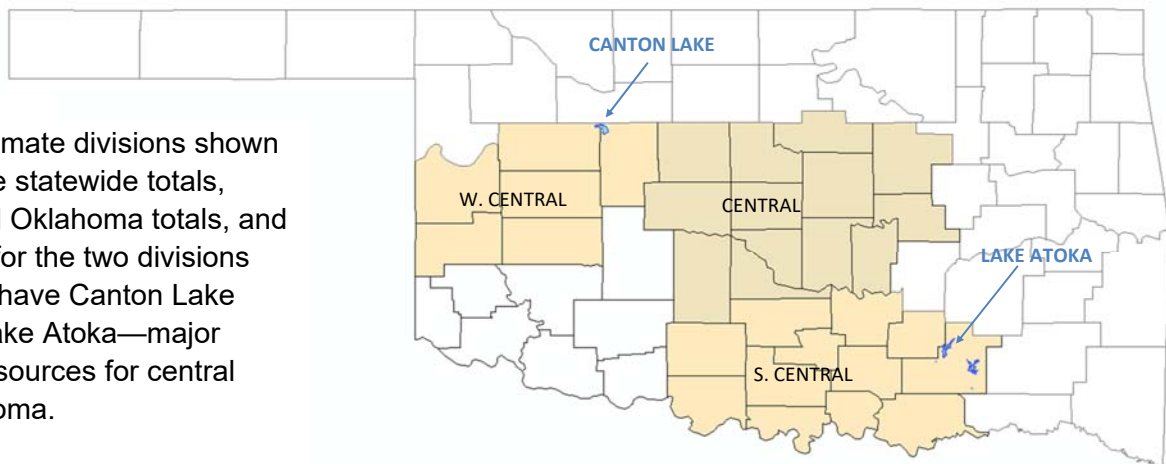 CANTON LAKE
mate divisions shown
e statewide totals,
l Oklahoma totals, and
for the two divisions
have Canton Lake
ake Atoka—major
sources for central
oma.
W. CENTRAL
CENTRAL
LAKE ATOKA
S. CENTRAL